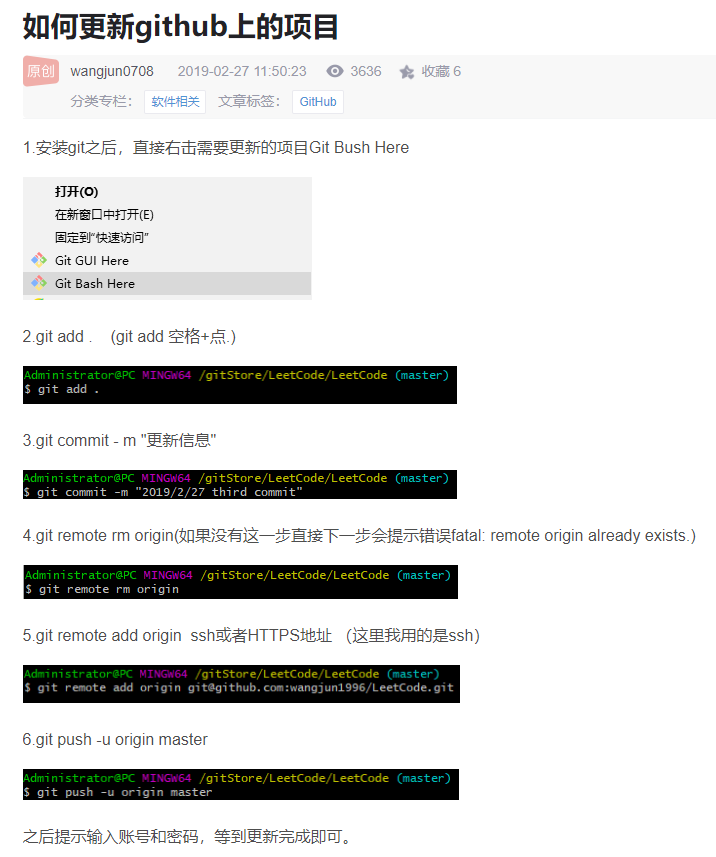 如何更新github上的项目
原创 wangjun0708 2019-02-27 11:50:23 3636 收藏 6
分类专栏： 软件相关 文章标签： GitHub
1.安装git之后，直接右击需要更新的项目Git Bush Here
打开(O)
在新窗口中打开(E)
固定到“快速访问”
Git GUI Here
Git Bash Here
2.git add . (git add 空格+点.)
Administrator@PC MINGW64 /gitStore/LeetCode/LeetCode (master)
$ git add .
3.git commit - m "更新信息"
Administrator@PC MINGW64 /gitStore/LeetCode/LeetCode (master)
$ git commit -m "2019/2/27 third commit"
4.git remote rm origin(如果没有这一步直接下一步会提示错误fatal: remote origin already exists.)
Administrator@PC MINGW64 /gitStore/LeetCode/LeetCode (master)
$ git remote rm origin
5.git remote add origin ssh或者HTTPS地址 （这里我用的是ssh）
Administrator@PC MINGW64 /gitStore/LeetCode/LeetCode (master)
$ git remote add origin git@github.com:wangjun1996/LeetCode.git
6.git push -u origin master
Administrator@PC MINGW64 /gitStore/LeetCode/LeetCode (master)
$ git push -u origin master
之后提示输入账号和密码，等到更新完成即可。